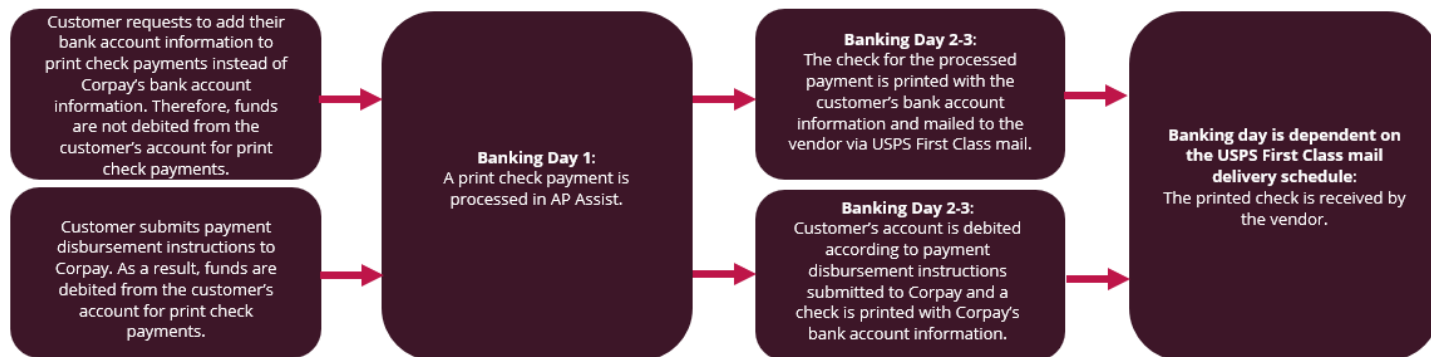 Customer requests to add their
bank account information to
print check payments instead of
Corpay's bank account
information. Therefore, funds
are not debited from the
customer's account for print
check payments.
Customer submits payment
disbursement instructions to
Corpay. As a result, funds are
debited from the customer's
account for print check
payments.
Banking Day 1:
A print check payment is
processed in AP Assist.
Banking Day 2-3:
The check for the processed
payment is printed with the
customer's bank account
information and mailed to the
vendor via USPS First Class mail.
Banking Day 2-3:
Customer's account is debited
according to payment
disbursement instructions
submitted to Corpay and a
check is printed with Corpay's
bank account information.
Banking day is dependent on
the USPS First Class mail
delivery schedule:
The printed check is received by
the vendor.